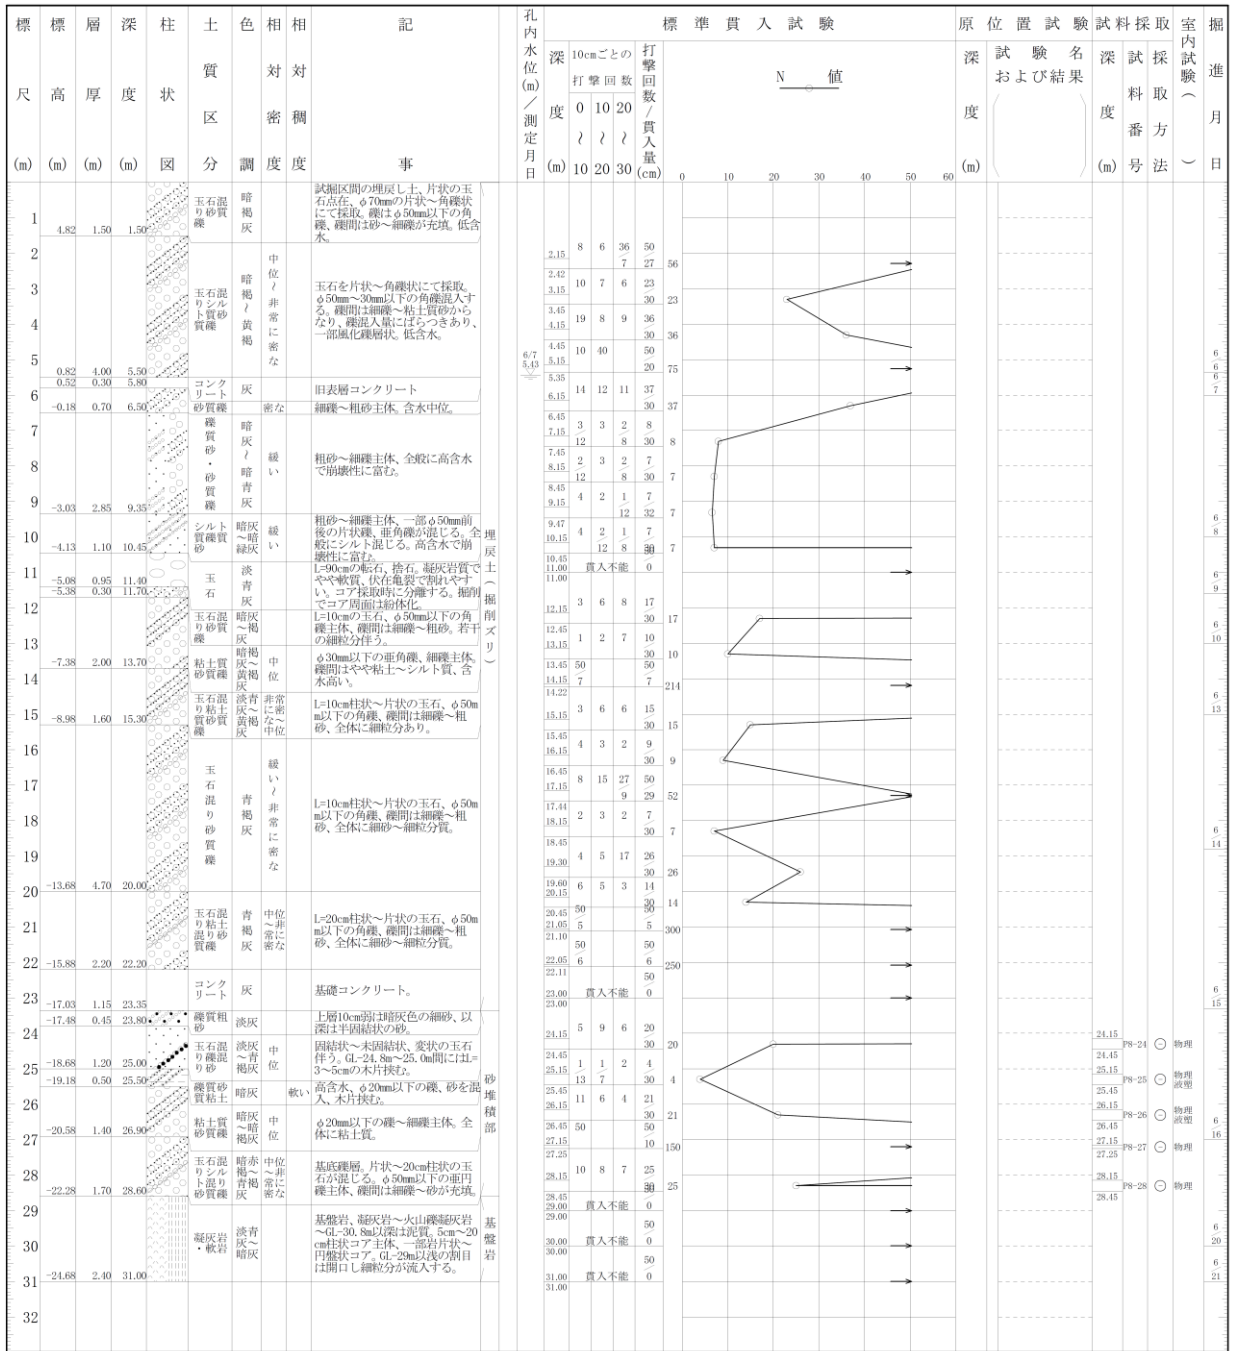 標尺(m) 標高(m) 層厚(m) 深度(m) 柱状図 土質区分 色調 相対密度 相対稠度 記事 孔内水位(m)／測定月日 標準貫入試験 原位置試験 試料採取 室内試験( ) 掘進月日
深度(m) 10cmごとの打撃回数 打撃回数／貫入量(cm) N 値 深度(m) 試験名および結果 深度(m) 試料番号 採取方法
0〜10 10〜20 20〜30 0 10 20 30 40 50 60
1
4.82 1.50 1.50
玉石混り砂質礫
暗褐灰
試掘区間の埋戻し土、片状の玉
石点在、φ70mmの片状〜角礫状
にて採取。礫はφ50mm以下の角
礫、礫間は砂〜細礫が充填。低含
水。
2
3
4
5
0.82 4.00 5.50
玉石混りシルト質砂質礫
暗褐〜黄褐
中位〜非常に密な
玉石を片状〜角礫状にて採取。
φ50mm〜30mm以下の角礫混入す
る。礫間は細礫〜粘土質砂から
なり、礫混入量にばらつきあり、
一部風化礫層状。低含水。
6/7
5.43
0.52 0.30 5.80
コンクリート
灰
旧表層コンクリート
6
-0.18 0.70 6.50
砂質礫
密な
細礫〜粗砂主体。含水中位。
7
8
9
-3.03 2.85 9.35
礫質砂・砂質礫
暗灰〜暗青灰
緩い
粗砂〜細礫主体、全般に高含水
で崩壊性に富む。
10
-4.13 1.10 10.45
シルト質礫質砂
暗灰〜暗緑灰
緩い
粗砂〜細礫主体、一部φ50mm前
後の片状礫、亜角礫が混じる。全
般にシルト混じる。高含水で崩
壊性に富む。
埋戻土(掘削ズリ)
11
-5.08 0.95 11.40
-5.38 0.30 11.70
玉石
淡青灰
L=90cmの転石、捨石。凝灰岩質で
やや軟質、伏在亀裂で割れやす
い。コア採取時に分離する。掘削
でコア周面は粉体化。
12
玉石混り砂質礫
暗灰〜褐灰
L=10cmの玉石、φ50mm以下の角
礫主体、礫間は細礫〜粗砂。若干
の細粒分伴う。
13
-7.38 2.00 13.70
粘土質砂質礫
暗褐灰〜黄褐灰
中位
φ30mm以下の亜角礫、細礫主体。
礫間はやや粘土〜シルト質、含
水高い。
14
15
-8.98 1.60 15.30
玉石混り粘土質砂質礫
淡青灰〜黄褐灰
非常に密な〜中位
L=10cm柱状〜片状の玉石、φ50m
m以下の角礫、礫間は細礫〜粗
砂、全体に細粒分あり。
16
17
18
19
-13.68 4.70 20.00
玉石混り砂質礫
青褐灰
緩い〜非常に密な
L=10cm柱状〜片状の玉石、φ50m
m以下の角礫、礫間は細礫〜粗
砂、全体に細砂〜細粒分質。
20
21
22
-15.88 2.20 22.20
玉石混り粘土混り砂質礫
青褐灰
中位〜非常に密な
L=20cm柱状〜片状の玉石、φ50m
m以下の角礫、礫間は細礫〜粗
砂、全体に細砂〜細粒分質。
23
-17.03 1.15 23.35
コンクリート
灰
基礎コンクリート。
-17.48 0.45 23.80
礫質粗砂
淡灰
上層10cm弱は暗灰色の細砂、以
深は半固結状の砂。
24
-18.68 1.20 25.00
玉石混り礫混り砂
淡灰〜青褐灰
中位
固結状〜未固結状、変状の玉石
伴う。GL-24.8m〜25.0m間にはL=
3〜5cmの木片挟む。
25
-19.18 0.50 25.50
礫質砂質粘土
暗灰
軟い
高含水、φ20mm以下の礫、砂を混
入、木片挟む。
砂堆積部
26
-20.58 1.40 26.90
粘土質砂質礫
暗灰〜暗褐灰
中位
φ20mm以下の礫〜細礫主体。全
体に粘土質。
27
28
-22.28 1.70 28.60
玉石混りシルト混り砂質礫
暗赤褐〜青褐灰
中位〜非常に密な
基底礫層。片状〜20cm柱状の玉
石が混じる。φ50mm以下の亜円
礫主体、礫間は細礫〜砂が充填。
29
30
31
-24.68 2.40 31.00
凝灰岩・軟岩
淡青灰〜暗灰
基盤岩、凝灰岩〜火山礫凝灰岩
〜GL-30.8m以深は泥質。5cm〜20
cm柱状コア主体、一部岩片状〜
円盤状コア。GL-29m以浅の割目
は開口し細粒分が流入する。
基盤岩
32
2.15 8 6 36 50
2.42 7 27 56
3.15 10 7 6 23
3.45 30 23
4.15 19 8 9 36
4.45 30 36
5.15 10 40 50
5.35 20 75
6.15 14 12 11 37
6.45 30 37
7.15 3 3 2 8
7.45 12 8 30 8
8.15 2 3 2 7
8.45 12 8 30 7
9.15 4 2 1 7
9.47 12 32 7
10.15 4 2 1 7
10.45 12 8 30 7
11.00 貫入不能 0
11.00
12.15 3 6 8 17
12.45 30 17
13.15 1 2 7 10
13.45 30 10
14.15 50 50
14.22 7 7 214
15.15 3 6 6 15
15.45 30 15
16.15 4 3 2 9
16.45 30 9
17.15 8 15 27 50
17.44 9 29 52
18.15 2 3 2 7
18.45 30 7
19.30 4 5 17 26
19.60 30 26
20.15 6 5 3 14
20.45 30 14
21.05 50 50
21.10 5 5 300
22.05 50 50
22.11 6 6 250
23.00 貫入不能 50 0
23.00
24.15 5 9 6 20
24.45 30 20
25.15 1 1 2 4
25.45 13 7 30 4
26.15 11 6 4 21
26.45 30 21
27.15 50 50
27.25 10 150
28.15 10 8 7 25
28.45 30 25
29.00 貫入不能 0
29.00
30.00 貫入不能 50 0
30.00
31.00 貫入不能 50 0
31.00
24.15 P8-24 物理
24.45
25.15 P8-25 物理 液塑
25.45
26.15 P8-26 物理 液塑
26.45
27.15 P8-27 物理
27.25
28.15 P8-28 物理
28.45
6/6
6/7
6/8
6/9
6/10
6/13
6/14
6/15
6/16
6/20
6/21